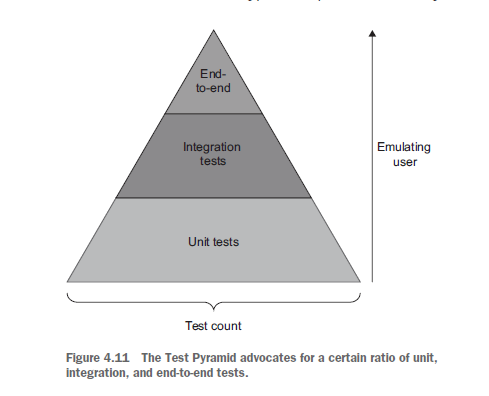 End-
to-end
Integration
tests
Emulating
user
Unit tests
Test count
Figure 4.11 The Test Pyramid advocates for a certain ratio of unit,
integration, and end-to-end tests.